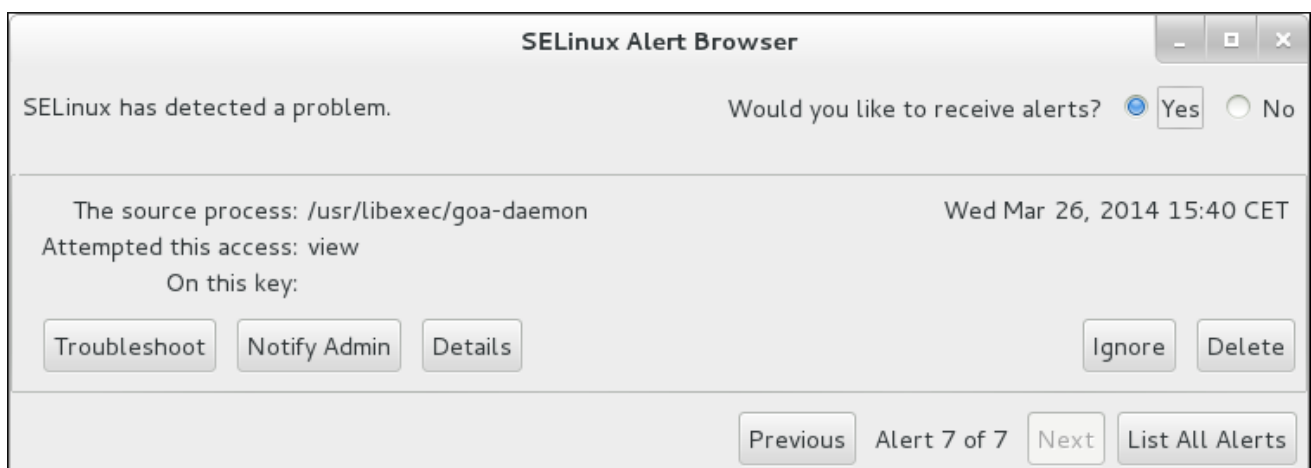 SELinux Alert Browser
SELinux has detected a problem. Would you like to receive alerts? Yes No
The source process: /usr/libexec/goa-daemon Wed Mar 26, 2014 15:40 CET
Attempted this access: view
On this key:
Troubleshoot Notify Admin Details Ignore Delete
Previous Alert 7 of 7 Next List All Alerts